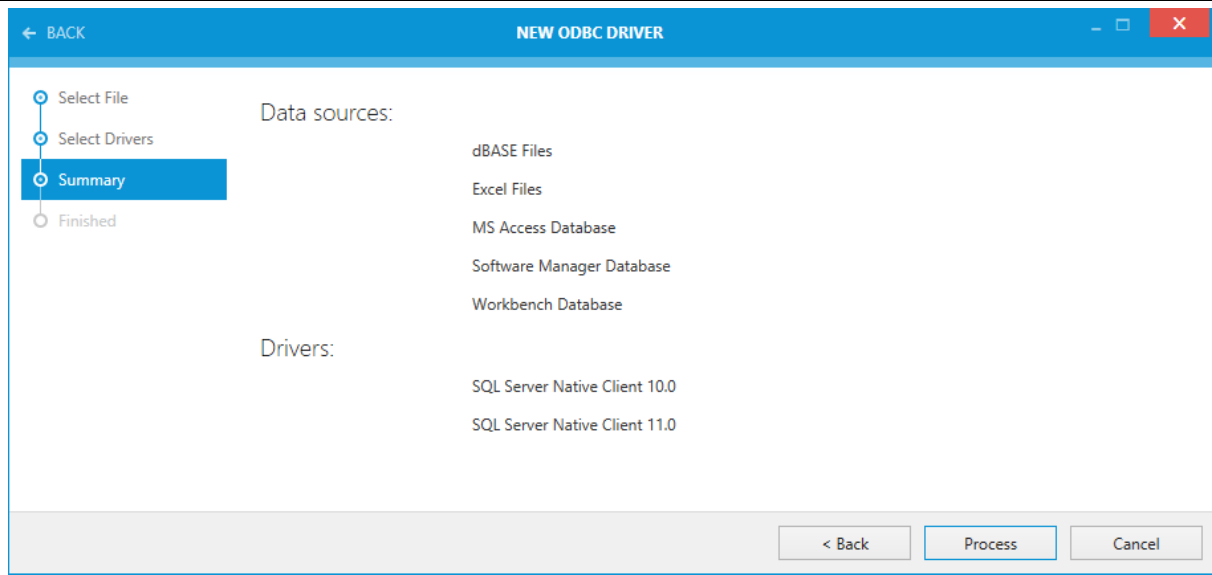 ← BACK
NEW ODBC DRIVER
Select File
Select Drivers
Summary
Finished
Data sources:
dBASE Files
Excel Files
MS Access Database
Software Manager Database
Workbench Database
Drivers:
SQL Server Native Client 10.0
SQL Server Native Client 11.0
< Back
Process
Cancel